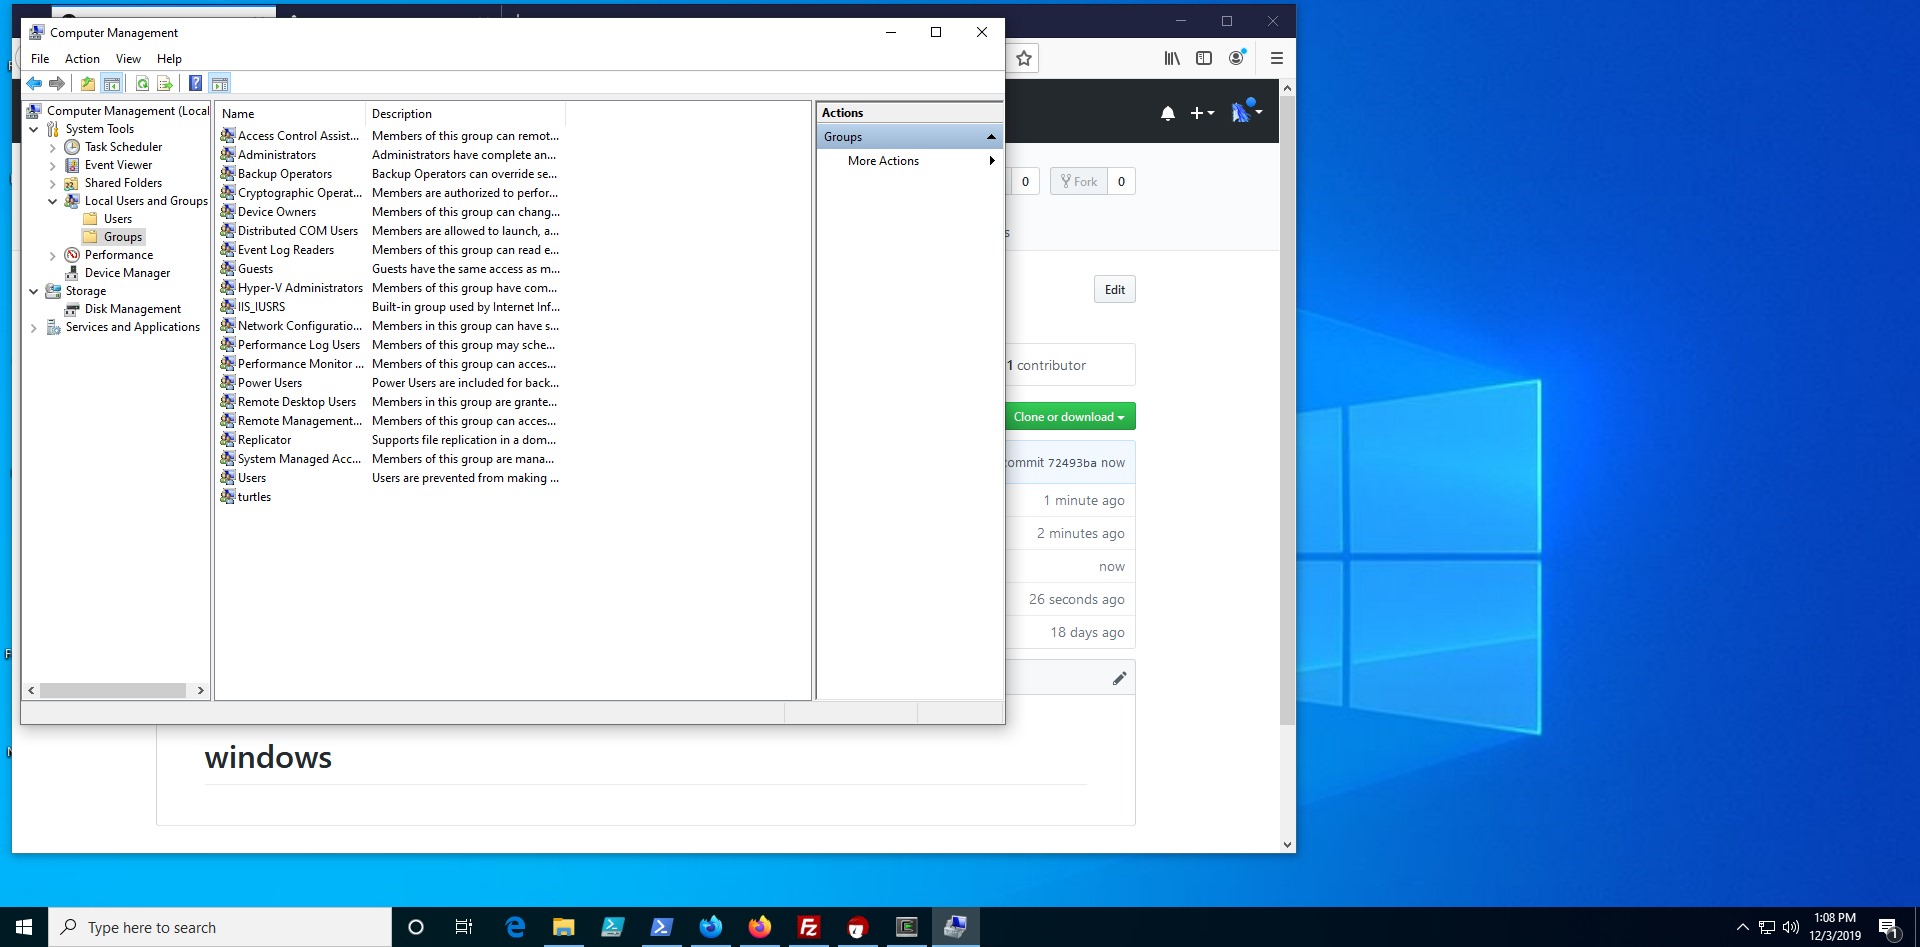 Computer Management
File Action View Help
Computer Management (Local
System Tools
Task Scheduler
Event Viewer
Shared Folders
Local Users and Groups
Users
Groups
Performance
Device Manager
Storage
Disk Management
Services and Applications
Name Description
Access Control Assist... Members of this group can remot...
Administrators Administrators have complete an...
Backup Operators Backup Operators can override se...
Cryptographic Operat... Members are authorized to perfor...
Device Owners Members of this group can chang...
Distributed COM Users Members are allowed to launch, a...
Event Log Readers Members of this group can read e...
Guests Guests have the same access as m...
Hyper-V Administrators Members of this group have com...
IIS_IUSRS Built-in group used by Internet Inf...
Network Configuratio... Members in this group can have s...
Performance Log Users Members of this group may sche...
Performance Monitor ... Members of this group can acces...
Power Users Power Users are included for back...
Remote Desktop Users Members in this group are grante...
Remote Management... Members of this group can acces...
Replicator Supports file replication in a dom...
System Managed Acc... Members of this group are mana...
Users Users are prevented from making ...
turtles
Actions
Groups
More Actions
0 Fork 0
s
Edit
1 contributor
Clone or download
ommit 72493ba now
1 minute ago
2 minutes ago
now
26 seconds ago
18 days ago
windows
Type here to search
1:08 PM
12/3/2019
1